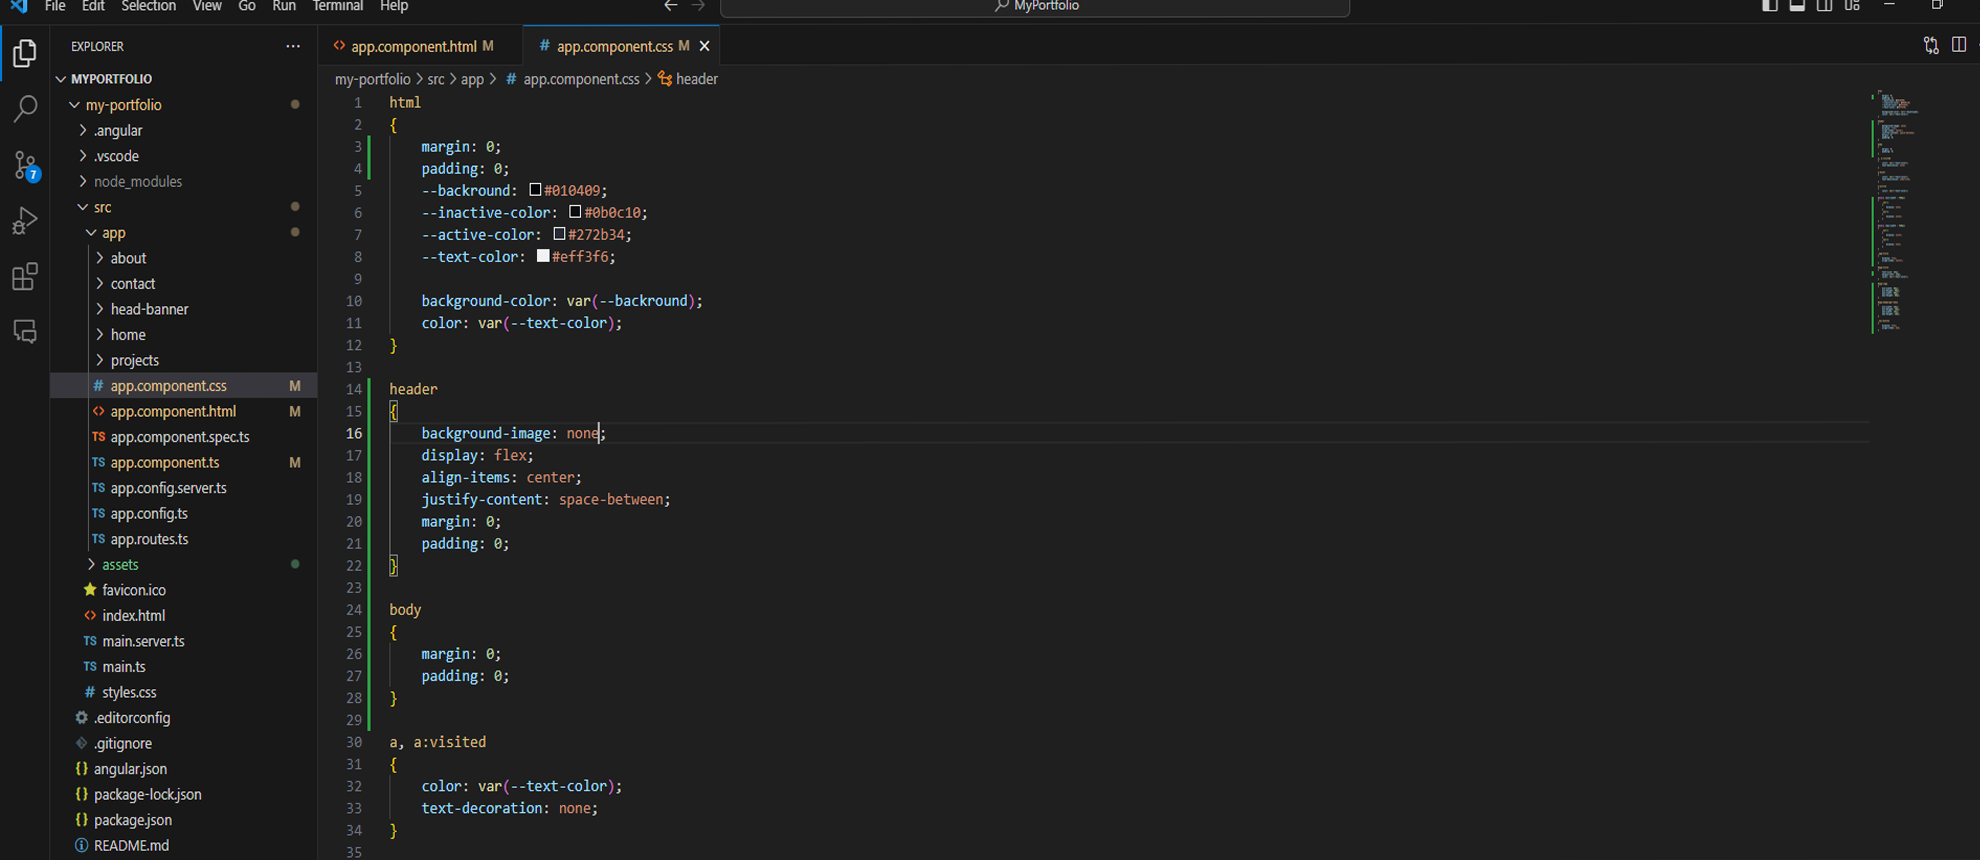 File Edit Selection View Go Run Terminal Help
MyPortfolio
EXPLORER
MYPORTFOLIO
my-portfolio
.angular
.vscode
node_modules
src
app
about
contact
head-banner
home
projects
# app.component.css M
<> app.component.html M
TS app.component.spec.ts
TS app.component.ts M
TS app.config.server.ts
TS app.config.ts
TS app.routes.ts
assets
favicon.ico
<> index.html
TS main.server.ts
TS main.ts
# styles.css
.editorconfig
.gitignore
{} angular.json
{} package-lock.json
{} package.json
README.md
7
<> app.component.html M
# app.component.css M
my-portfolio > src > app > # app.component.css > header
1 html
2 {
3 margin: 0;
4 padding: 0;
5 --backround: #010409;
6 --inactive-color: #0b0c10;
7 --active-color: #272b34;
8 --text-color: #eff3f6;
9
10 background-color: var(--backround);
11 color: var(--text-color);
12 }
13
14 header
15 {
16 background-image: none;
17 display: flex;
18 align-items: center;
19 justify-content: space-between;
20 margin: 0;
21 padding: 0;
22 }
23
24 body
25 {
26 margin: 0;
27 padding: 0;
28 }
29
30 a, a:visited
31 {
32 color: var(--text-color);
33 text-decoration: none;
34 }
35